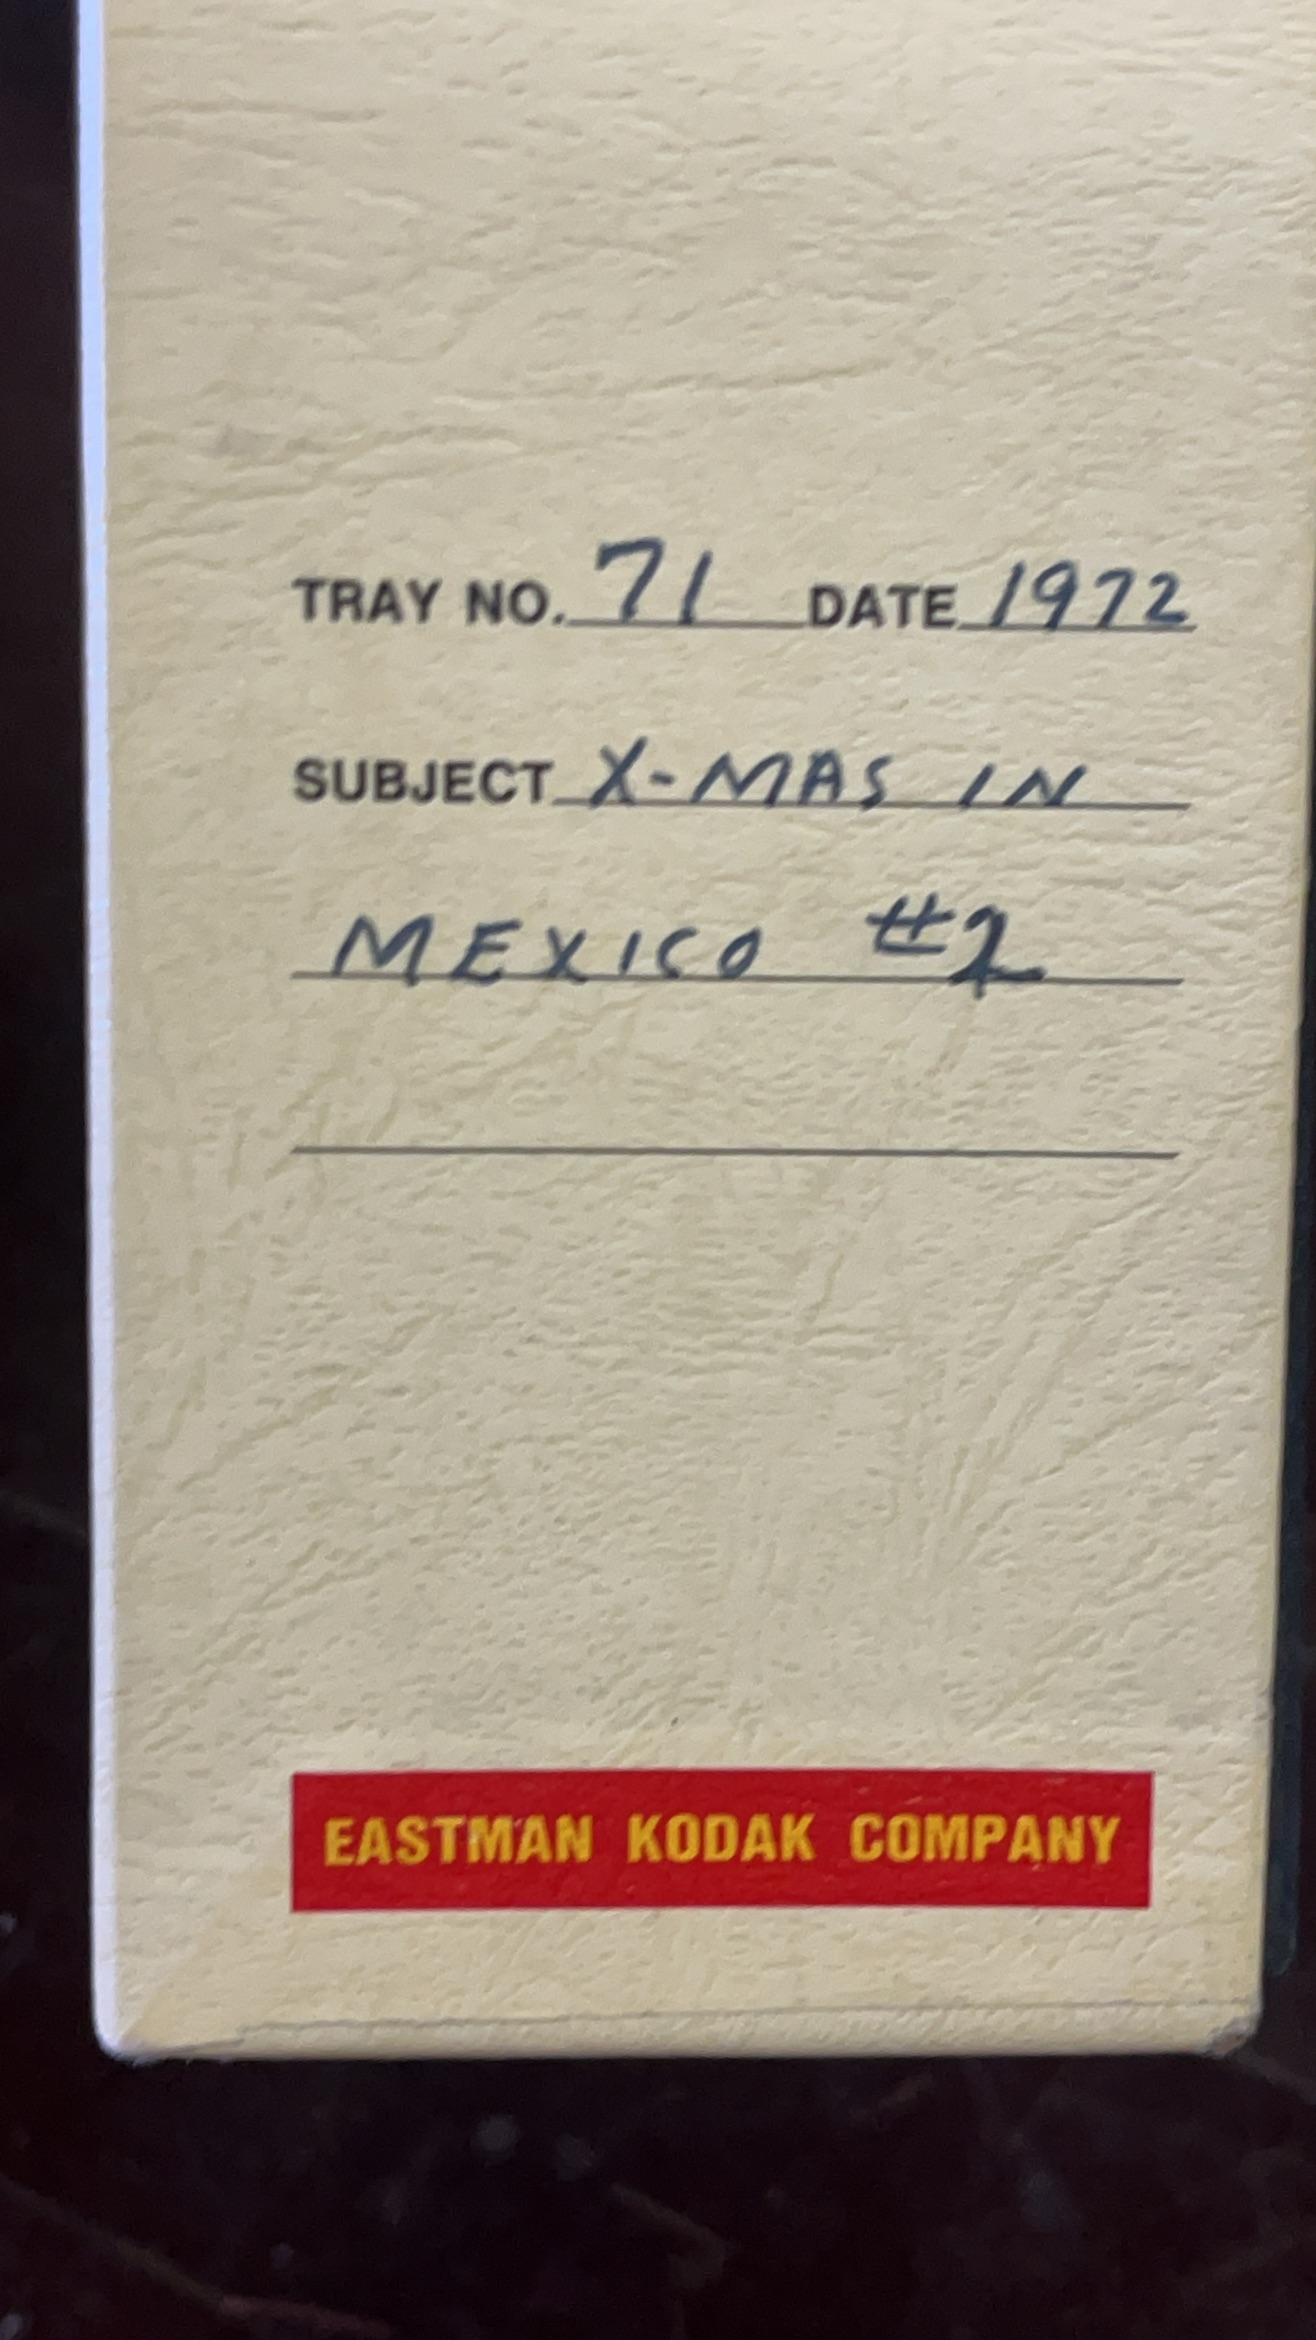 TRAY NO. 71 DATE 1972
SUBJECT X-MAS IN
MEXICO #2
EASTMAN KODAK COMPANY